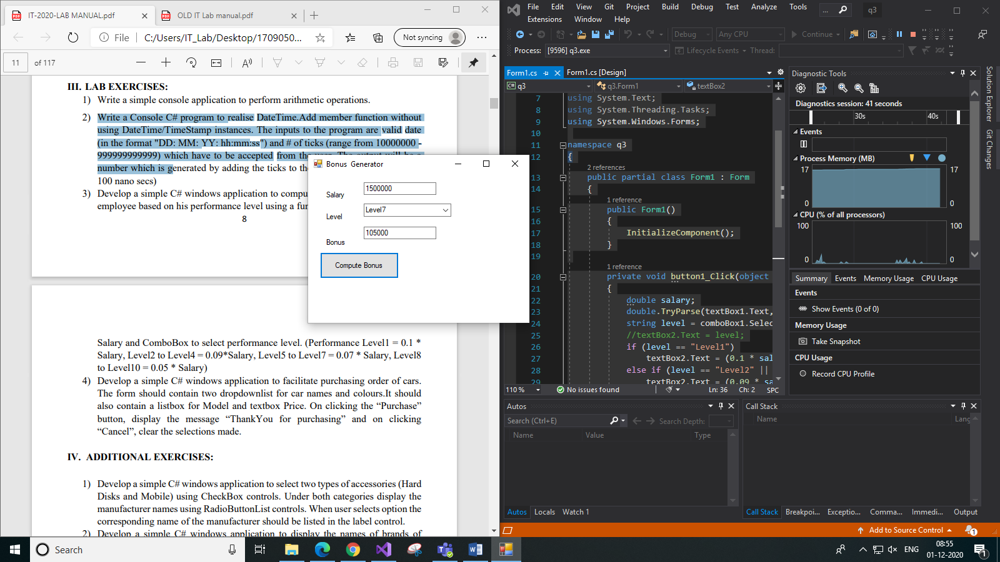 IT-2020-LAB MANUAL.pdf
OLD IT Lab manual.pdf
File
C:/Users/IT_Lab/Desktop/1709050...
Not syncing
11 of 117
III. LAB EXERCISES:
1) Write a simple console application to perform arithmetic operations.
2) Write a Console C# program to realise DateTime.Add member function without
using DateTime/TimeStamp instances. The inputs to the program are valid date
(in the format "DD: MM: YY: hh:mm:ss") and # of ticks (range from 10000000 -
999999999999) which have to be accepted from the
number which is generated by adding the ticks to the
100 nano secs)
3) Develop a simple C# windows application to compu
employee based on his performance level using a fun
8
Salary and ComboBox to select performance level. (Performance Level1 = 0.1 *
Salary, Level2 to Level4 = 0.09*Salary, Level5 to Level7 = 0.07 * Salary, Level8
to Level10 = 0.05 * Salary)
4) Develop a simple C# windows application to facilitate purchasing order of cars.
The form should contain two dropdownlist for car names and colours.It should
also contain a listbox for Model and textbox Price. On clicking the “Purchase”
button, display the message “ThankYou for purchasing” and on clicking
“Cancel”, clear the selections made.
IV. ADDITIONAL EXERCISES:
1) Develop a simple C# windows application to select two types of accessories (Hard
Disks and Mobile) using CheckBox controls. Under both categories display the
manufacturer names using RadioButtonList controls. When user selects option the
corresponding name of the manufacturer should be listed in the label control.
2) Develop a simple C# windows application to display the names of brands of
Bonus Generator
Salary 1500000
Level Level7
Bonus 105000
Compute Bonus
File Edit View Git Project Build Debug Test Analyze Tools ... q3
Extensions Window Help
Debug Any CPU Continue
Process: [9596] q3.exe Lifecycle Events Thread:
Form1.cs Form1.cs [Design]
C# q3 q3.Form1 textBox2
7 using System.Text;
8 using System.Threading.Tasks;
9 using System.Windows.Forms;
10
11 namespace q3
12 {
2 references
13 public partial class Form1 : Form
14 {
1 reference
15 public Form1()
16 {
17 InitializeComponent();
18 }
19
1 reference
20 private void button1_Click(object
21 {
22 double salary;
23 double.TryParse(textBox1.Text,
24 string level = comboBox1.Selec
25 //textBox2.Text = level;
26 if (level == "Level1")
27 textBox2.Text = (0.1 * sal
28 else if (level == "Level2" ||
29 textBox2.Text = (0.09 * sa
110 % No issues found Ln: 36 Ch: 2 SPC
Diagnostic Tools
Diagnostics session: 41 seconds
30s 40s
Events
Process Memory (MB)
17 17
0 0
CPU (% of all processors)
100 100
0 0
Summary Events Memory Usage CPU Usage
Events
Show Events (0 of 0)
Memory Usage
Take Snapshot
CPU Usage
Record CPU Profile
Solution Explorer
Git Changes
Autos
Search (Ctrl+E) Search Depth:
Name Value Type
Autos Locals Watch 1
Call Stack
Name Lang
Call Stack Breakpoi... Exceptio... Comma... Immedi... Output
Add to Source Control 1
Search
ENG
08:55
01-12-2020
1